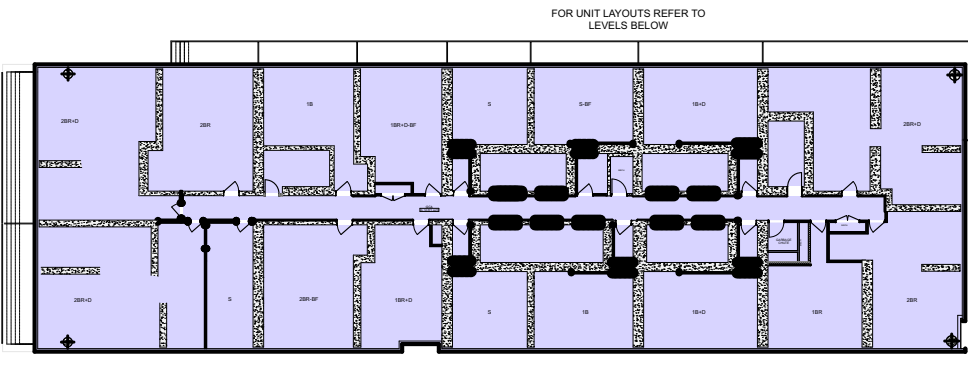 FOR UNIT LAYOUTS REFER TO
LEVELS BELOW
2BR+D
2BR
1B
1BR+D-BF
S
S-BF
1B+D
2BR+D
GARBAGE
2BR+D
S
2BR-BF
1BR+D
S
1B
1B+D
1BR
2BR